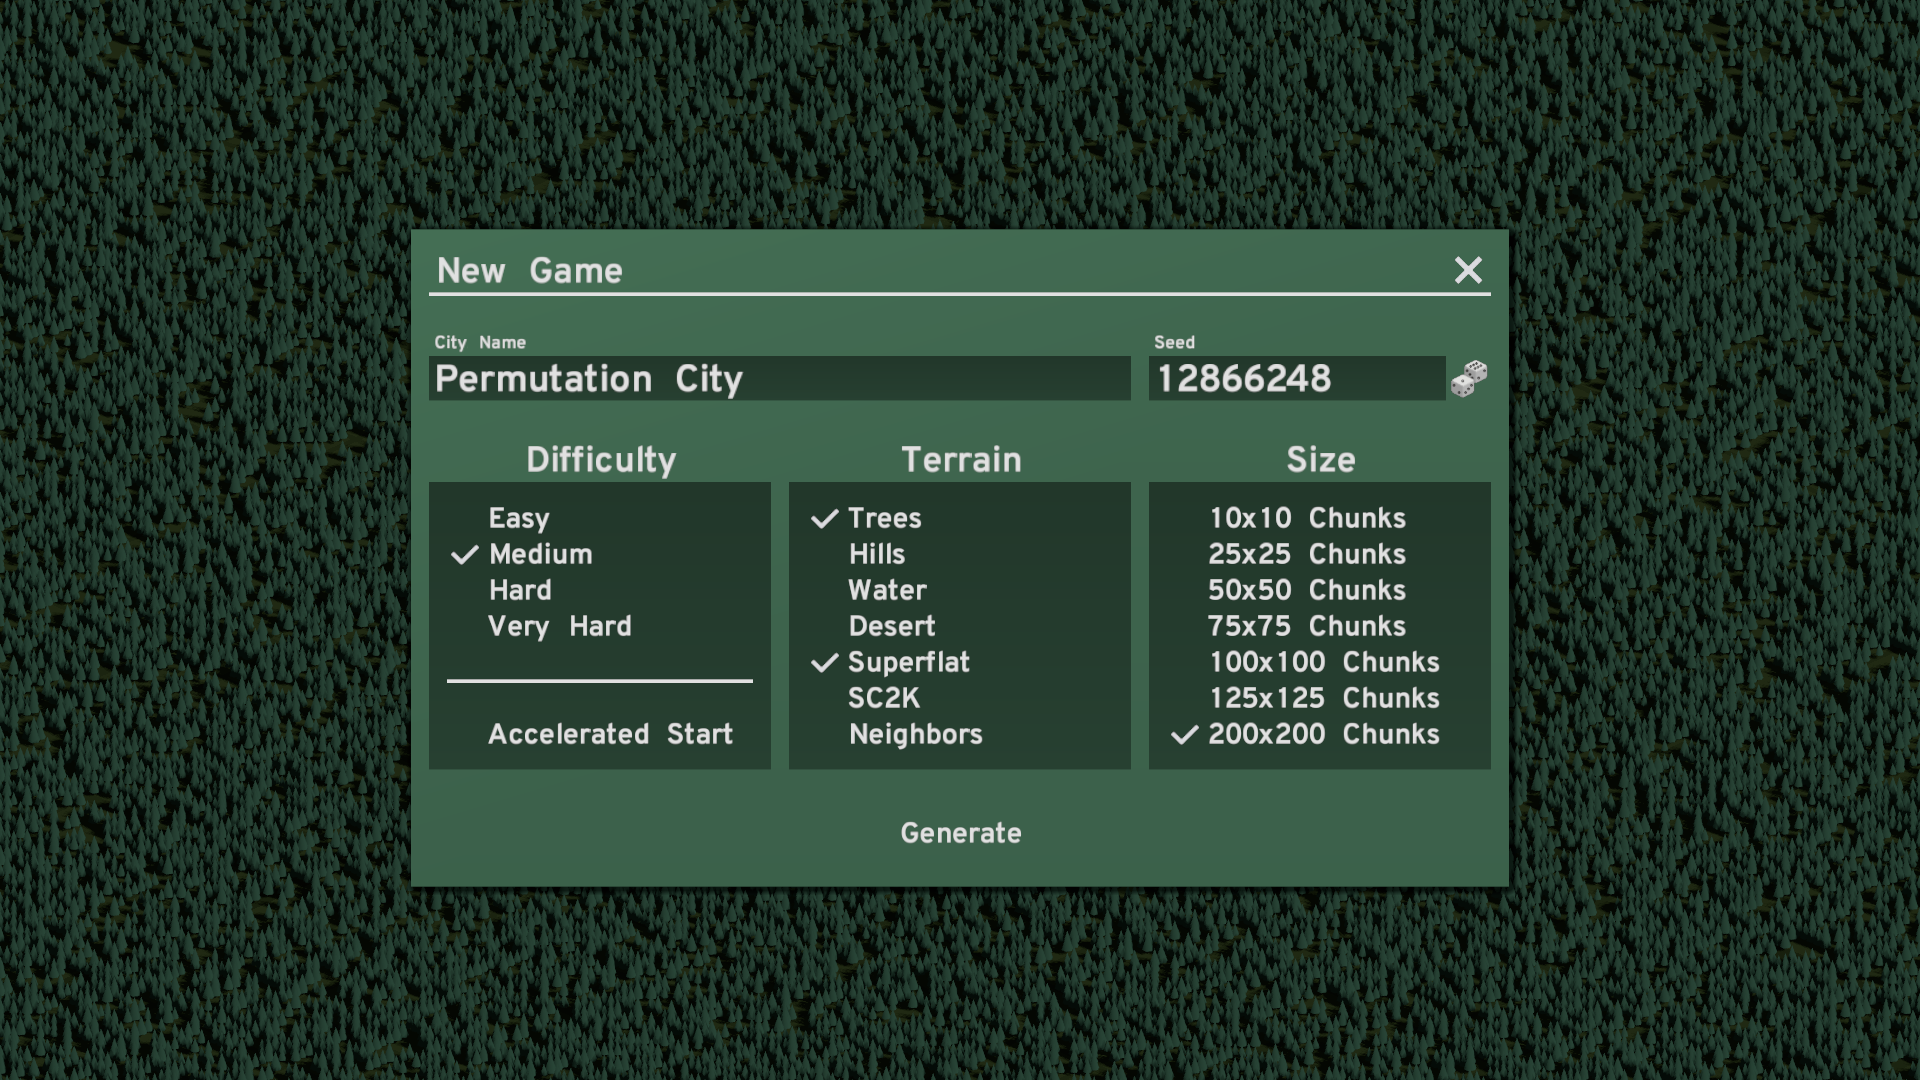 New Game
City Name
Permutation City
Seed
12866248
Difficulty
Easy
Medium
Hard
Very Hard
Accelerated Start
Terrain
Trees
Hills
Water
Desert
Superflat
SC2K
Neighbors
Size
10x10 Chunks
25x25 Chunks
50x50 Chunks
75x75 Chunks
100x100 Chunks
125x125 Chunks
200x200 Chunks
Generate